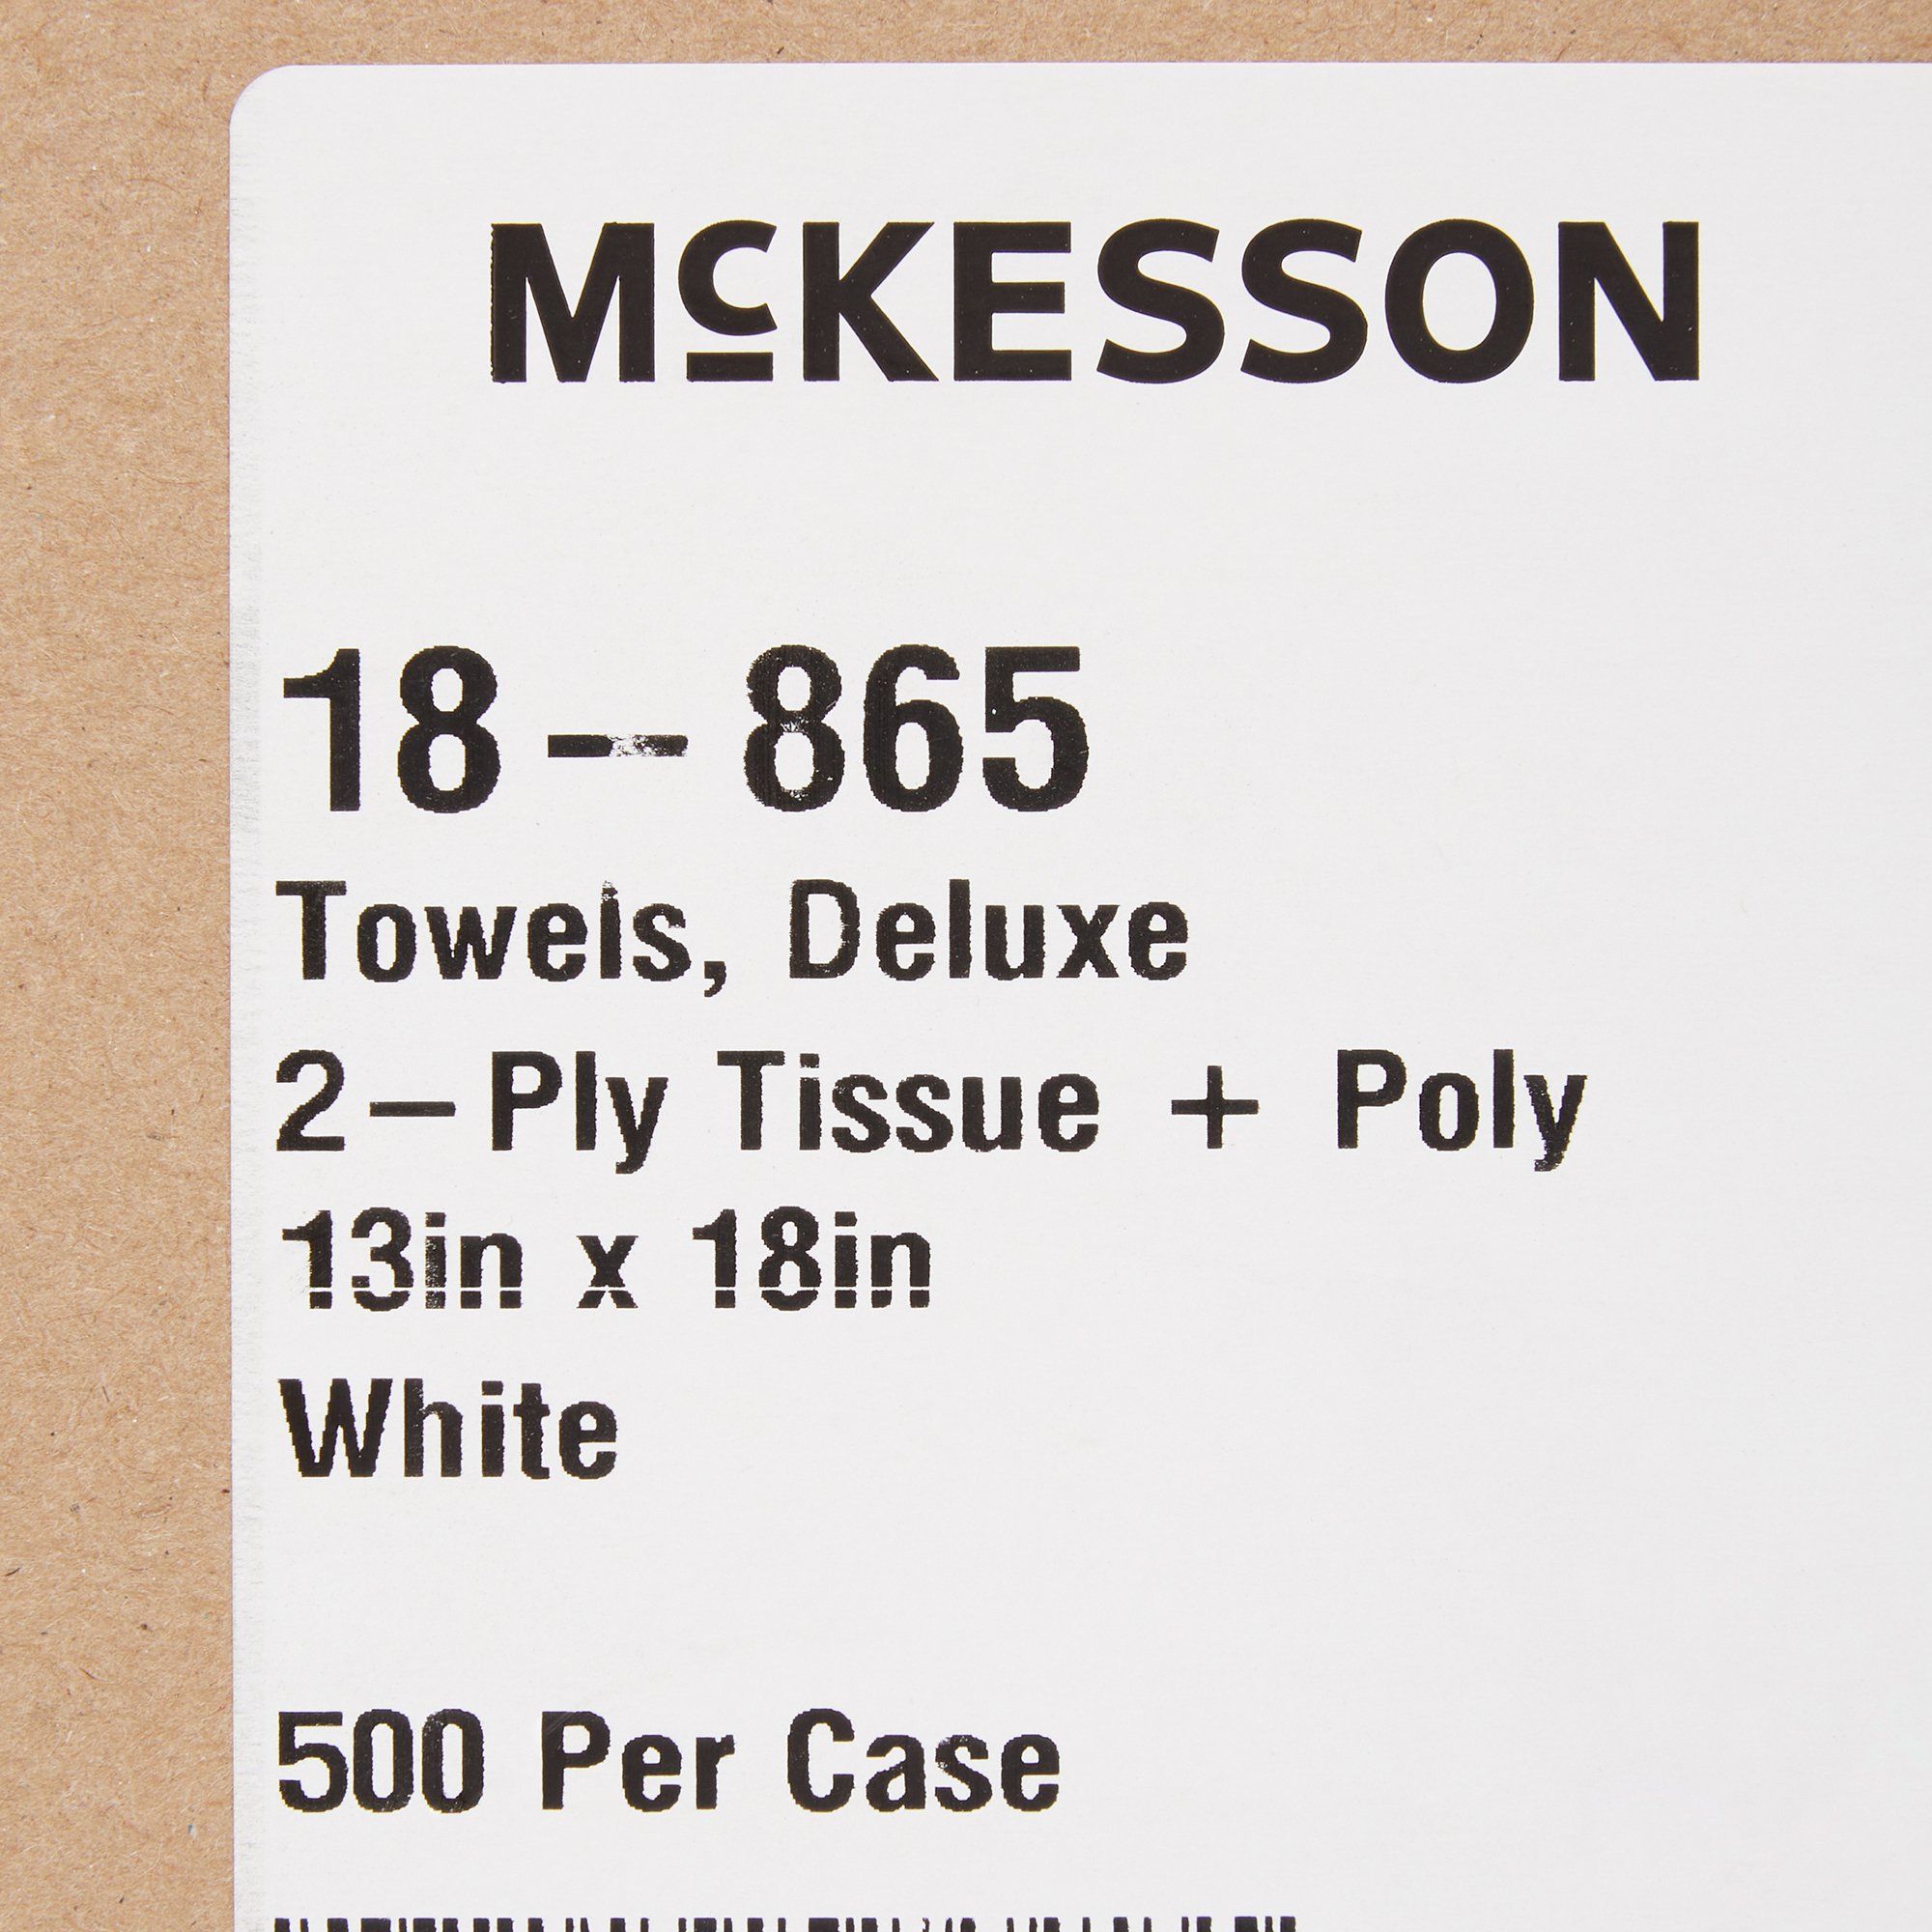 McKESSON
18-865
Towels, Deluxe
2-Ply Tissue + Poly
13in x 18in
White
500 Per Case